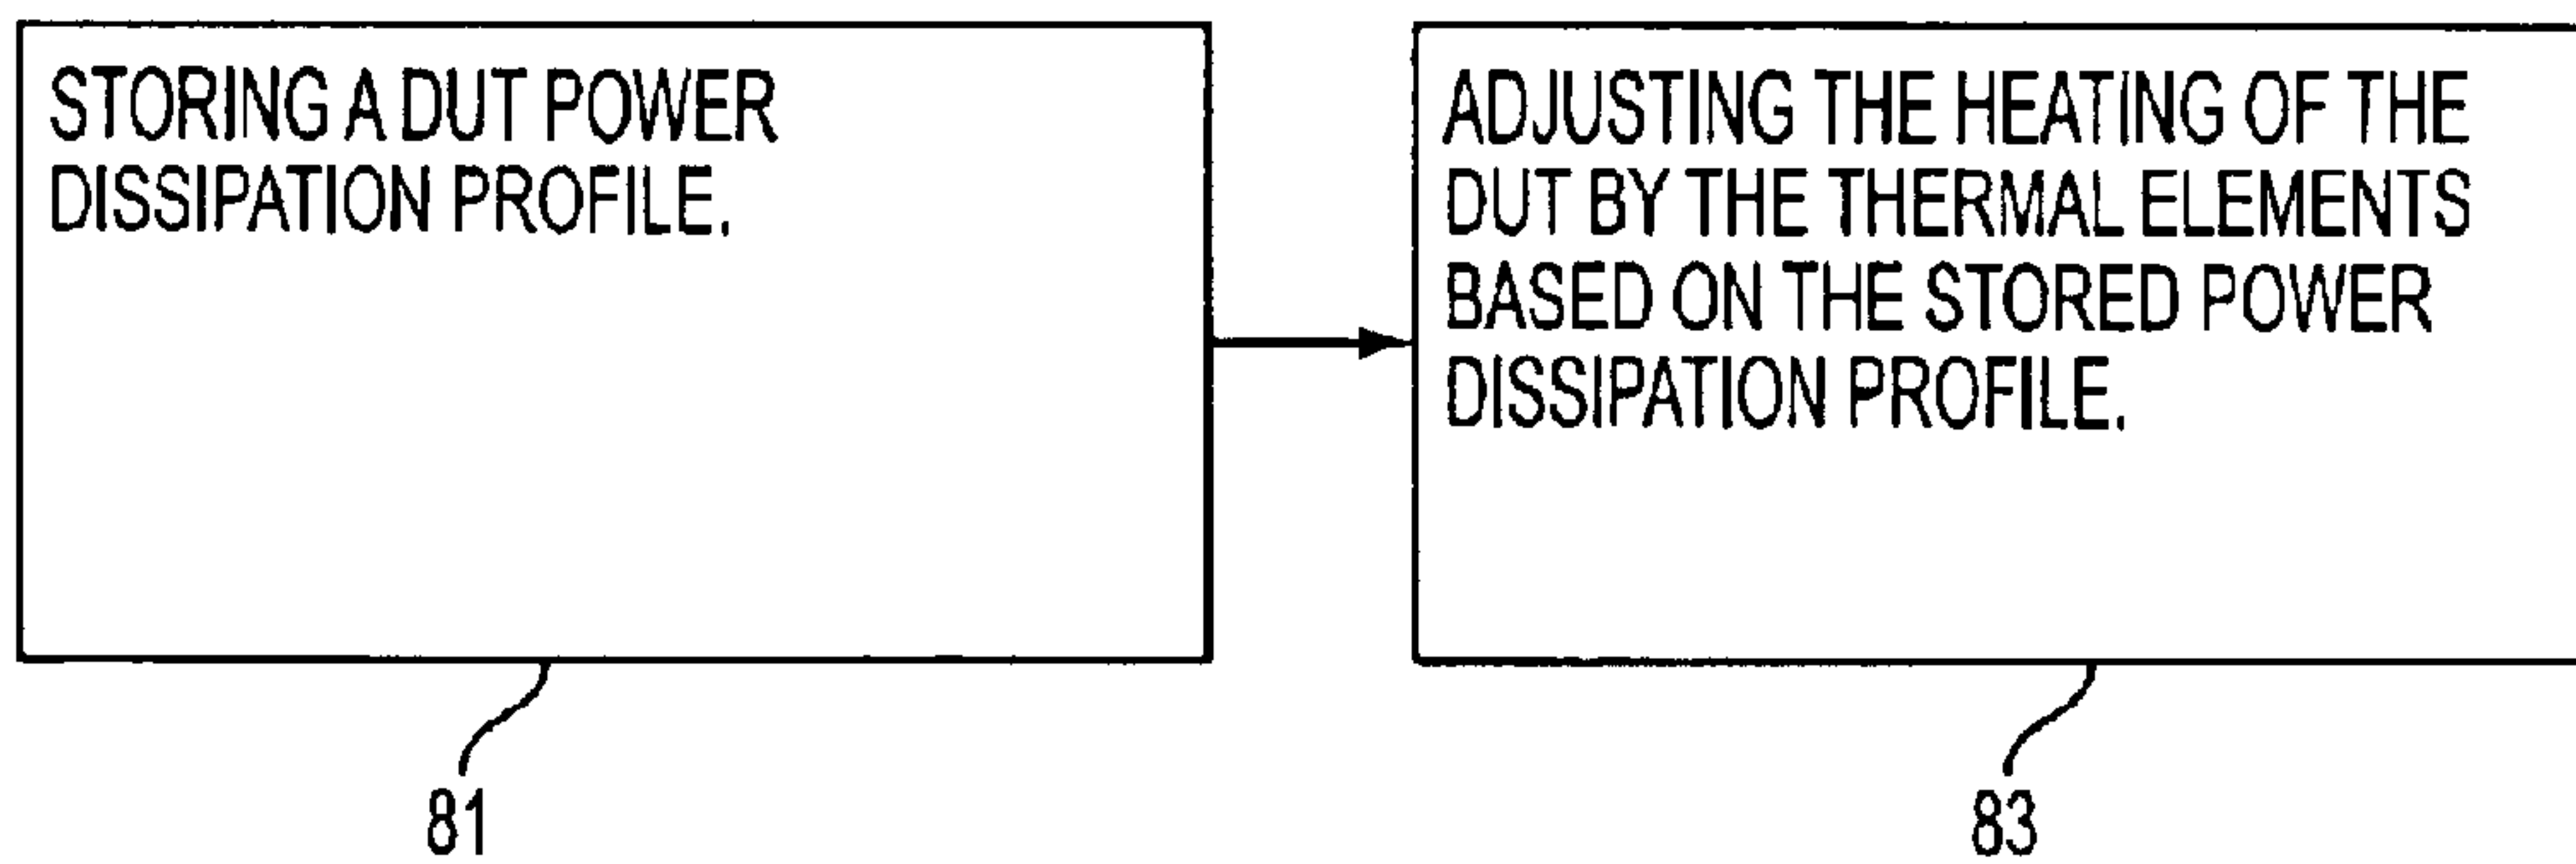 STORING A DUT POWER
DISSIPATION PROFILE.
ADJUSTING THE HEATING OF THE
DUT BY THE THERMAL ELEMENTS
BASED ON THE STORED POWER
DISSIPATION PROFILE.
81
83